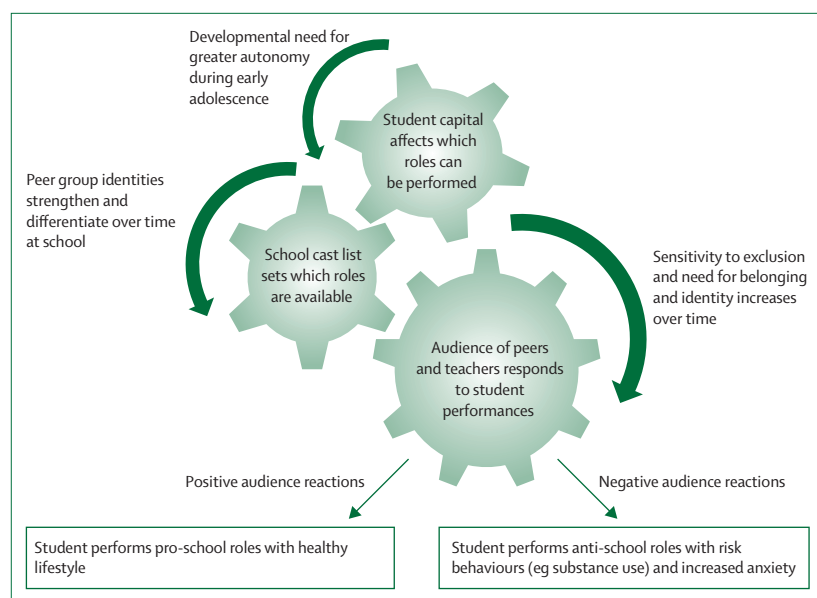 Developmental need for
greater autonomy
during early
adolescence
Student capital
affects which
roles can
be performed
Peer group identities
strengthen and
differentiate over time
at school
School cast list
sets which roles
are available
Sensitivity to exclusion
and need for belonging
and identity increases
over time
Audience of peers
and teachers responds
to student
performances
Positive audience reactions
Negative audience reactions
Student performs pro-school roles with healthy
lifestyle
Student performs anti-school roles with risk
behaviours (eg substance use) and increased anxiety